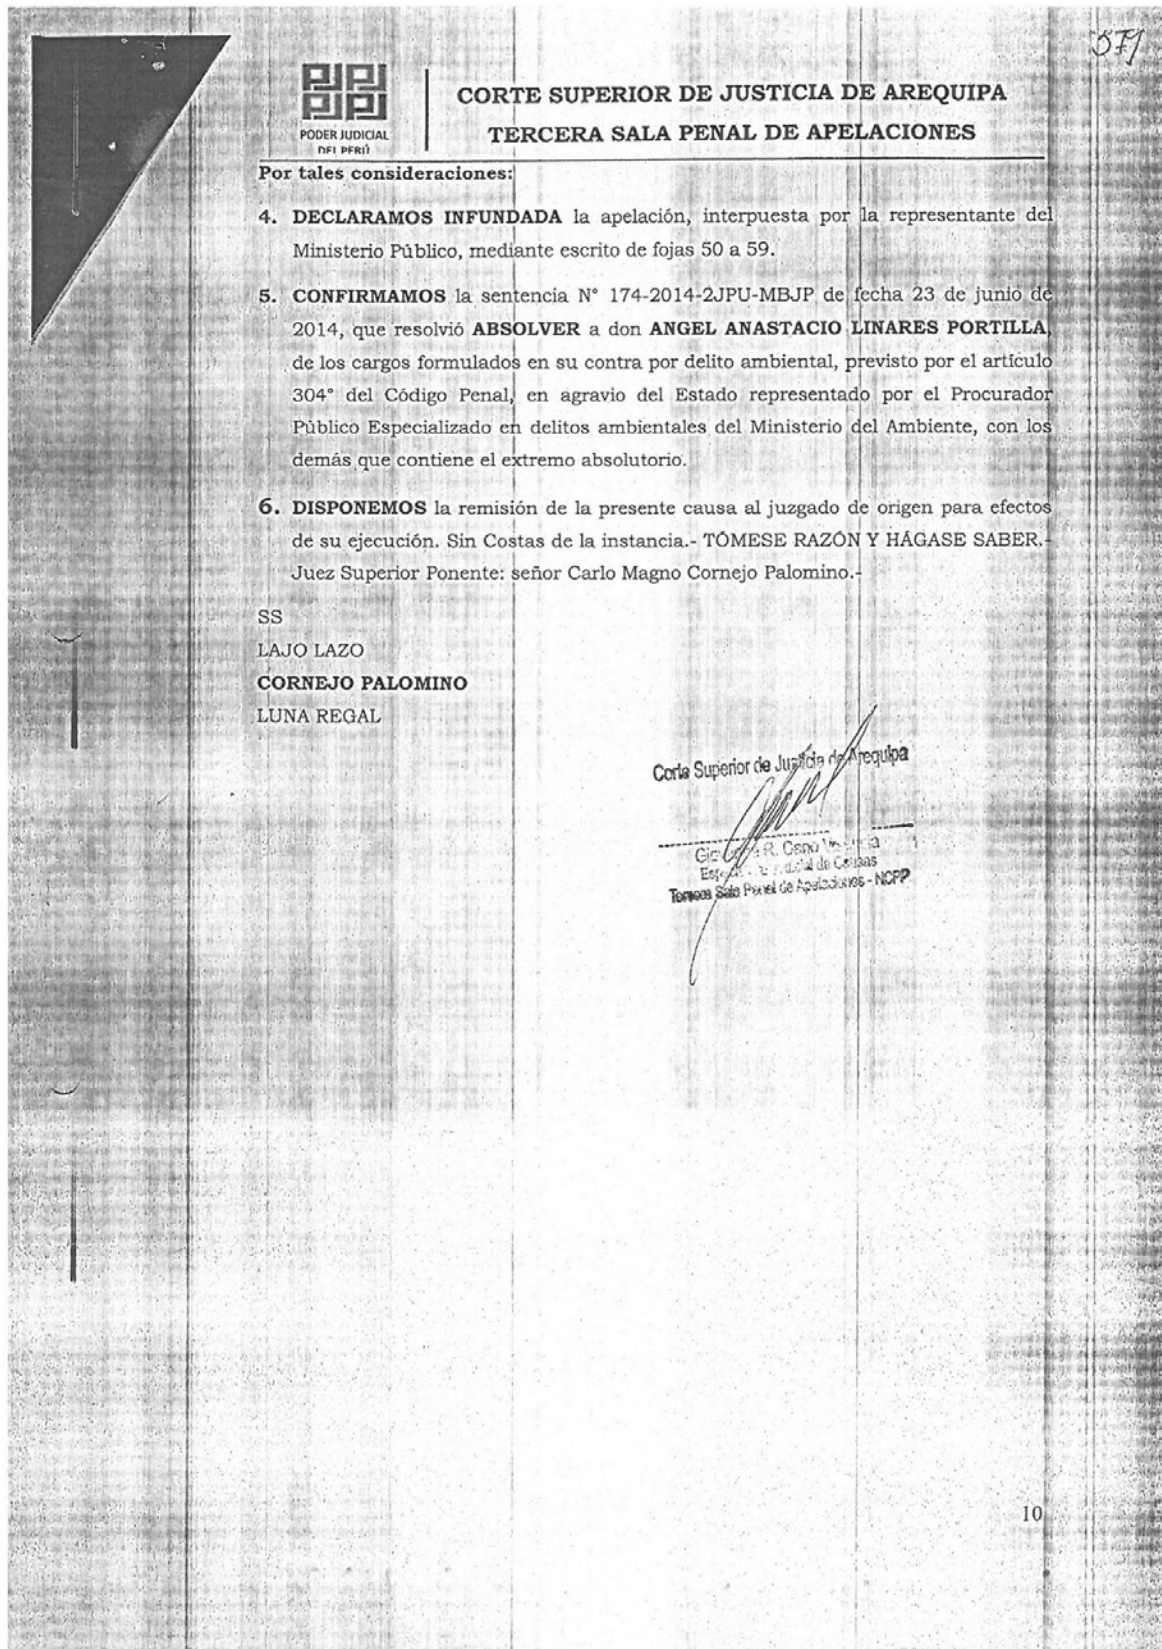 571
PODER JUDICIAL
DEL PERÚ
CORTE SUPERIOR DE JUSTICIA DE AREQUIPA
TERCERA SALA PENAL DE APELACIONES
Por tales consideraciones:
4. DECLARAMOS INFUNDADA la apelación, interpuesta por la representante del
Ministerio Público, mediante escrito de fojas 50 a 59.
5. CONFIRMAMOS la sentencia N° 174-2014-2JPU-MBJP de fecha 23 de junio de
2014, que resolvió ABSOLVER a don ANGEL ANASTACIO LINARES PORTILLA,
de los cargos formulados en su contra por delito ambiental, previsto por el artículo
304° del Código Penal, en agravio del Estado representado por el Procurador
Público Especializado en delitos ambientales del Ministerio del Ambiente, con los
demás que contiene el extremo absolutorio.
6. DISPONEMOS la remisión de la presente causa al juzgado de origen para efectos
de su ejecución. Sin Costas de la instancia.- TÓMESE RAZÓN Y HÁGASE SABER.-
Juez Superior Ponente: señor Carlo Magno Cornejo Palomino.-
SS
LAJO LAZO
CORNEJO PALOMINO
LUNA REGAL
Corte Superior de Justicia de Arequipa
R. Cano
de Causas
Tercera Sala Penal de Apelaciones - NCPP
10